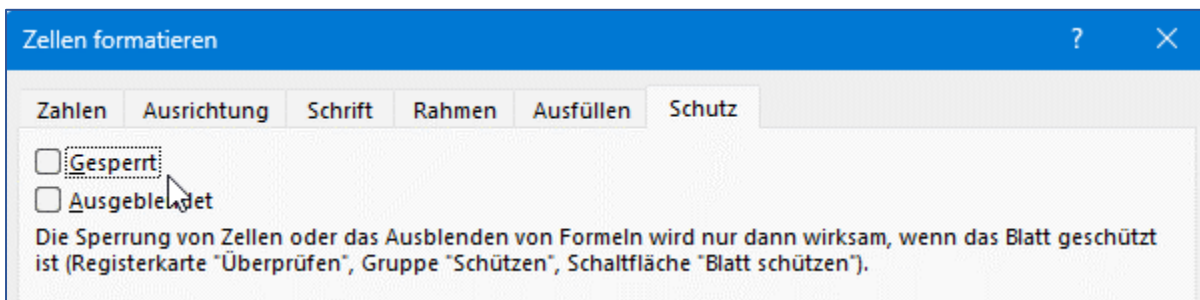 Zellen formatieren ?
Zahlen Ausrichtung Schrift Rahmen Ausfüllen Schutz
Gesperrt
Ausgeblendet
Die Sperrung von Zellen oder das Ausblenden von Formeln wird nur dann wirksam, wenn das Blatt geschützt
ist (Registerkarte "Überprüfen", Gruppe "Schützen", Schaltfläche "Blatt schützen").